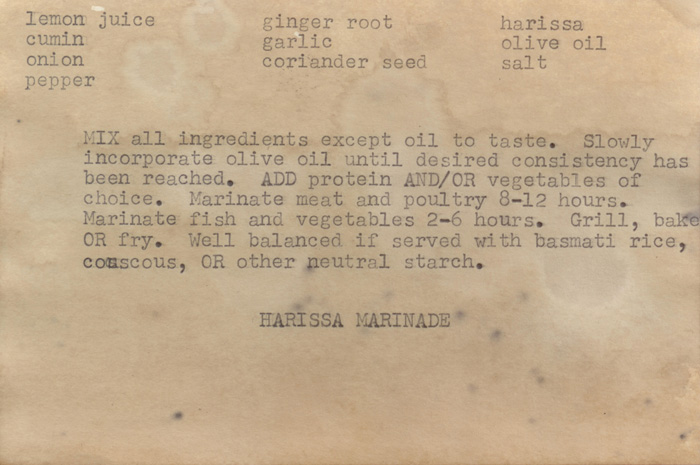 lemon juice ginger root harissa
cumin garlic olive oil
onion coriander seed salt
pepper
MIX all ingredients except oil to taste. Slowly
incorporate olive oil until desired consistency has
been reached. ADD protein AND/OR vegetables of
choice. Marinate meat and poultry 8-12 hours.
Marinate fish and vegetables 2-6 hours. Grill, bake
OR fry. Well balanced if served with basmati rice,
couscous, OR other neutral starch.
HARISSA MARINADE